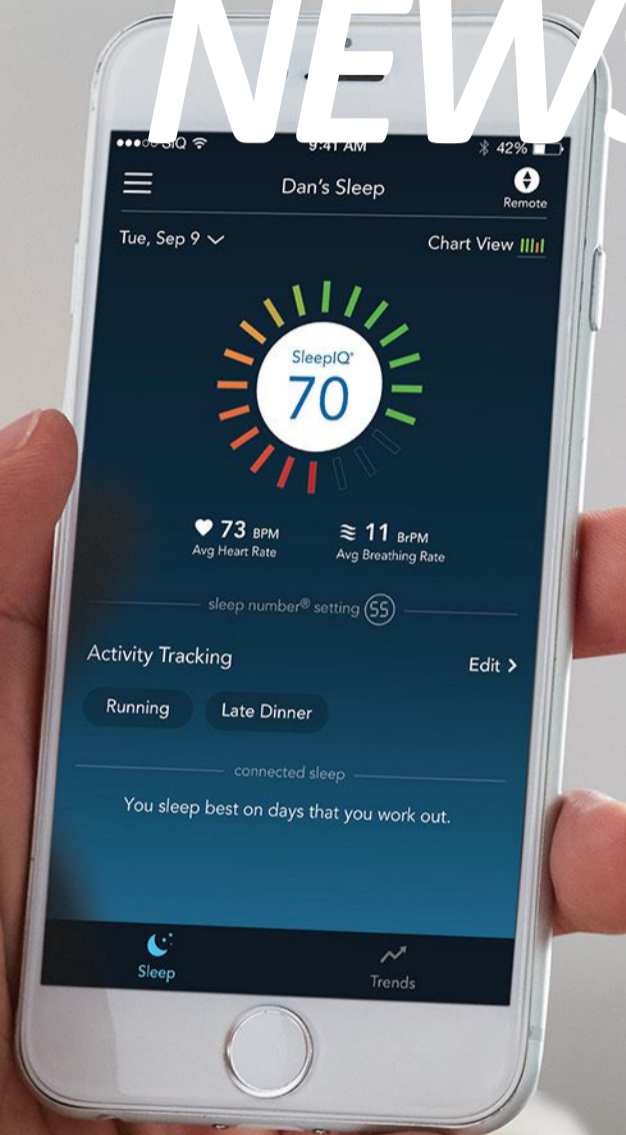 NEWS
SIQ 9:41 AM 42%
Dan's Sleep
Remote
Tue, Sep 9
Chart View
SleepIQ®
70
73 BPM
Avg Heart Rate
11 BrPM
Avg Breathing Rate
sleep number® setting 55
Activity Tracking
Edit >
Running
Late Dinner
connected sleep
You sleep best on days that you work out.
Sleep
Trends